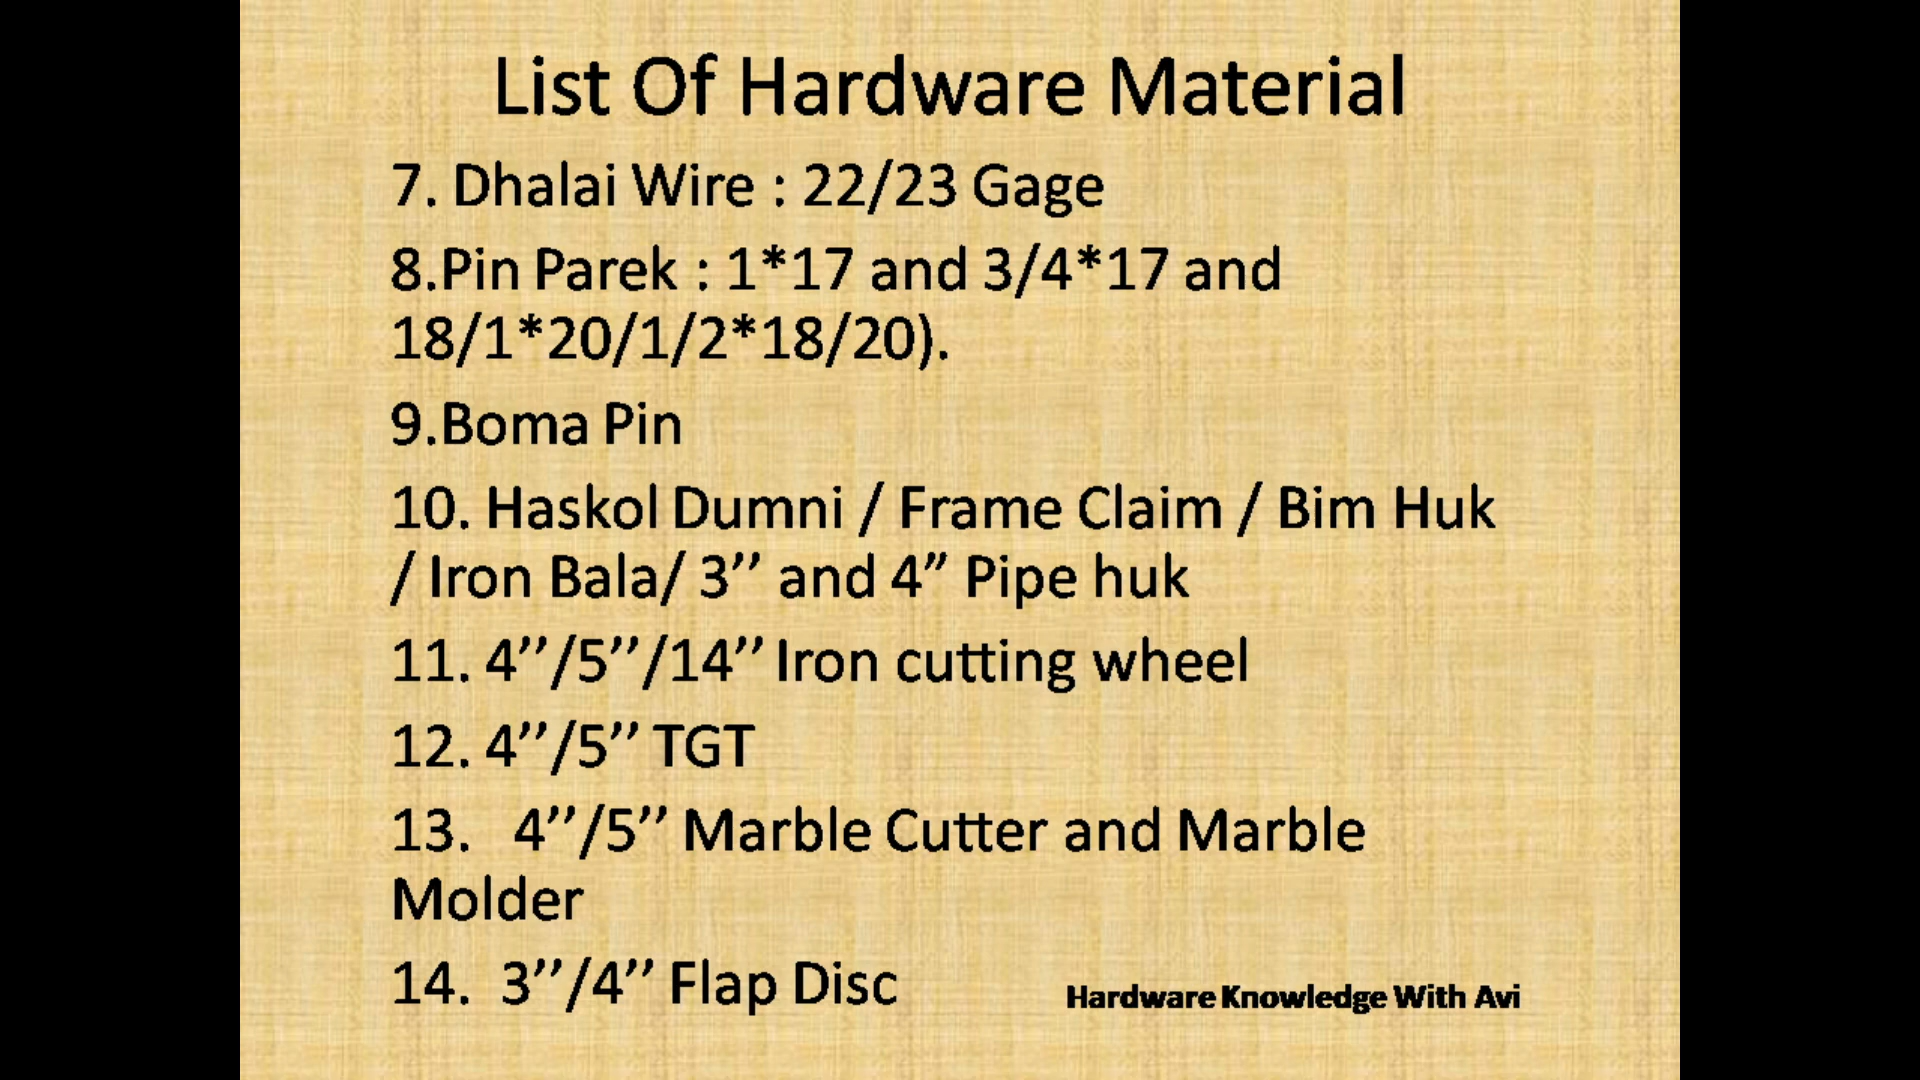 List Of Hardware Material
7. Dhalai Wire : 22/23 Gage
8.Pin Parek : 1*17 and 3/4*17 and
18/1*20/1/2*18/20).
9.Boma Pin
10. Haskol Dumni / Frame Claim / Bim Huk
/ Iron Bala/ 3’’ and 4” Pipe huk
11. 4’’/5’’/14’’ Iron cutting wheel
12. 4’’/5’’ TGT
13.   4’’/5’’ Marble Cutter and Marble
Molder
14.  3’’/4’’ Flap Disc
Hardware Knowledge With Avi